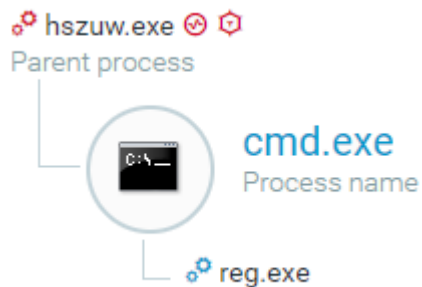 hszuw.exe
Parent process
C:\
cmd.exe
Process name
reg.exe